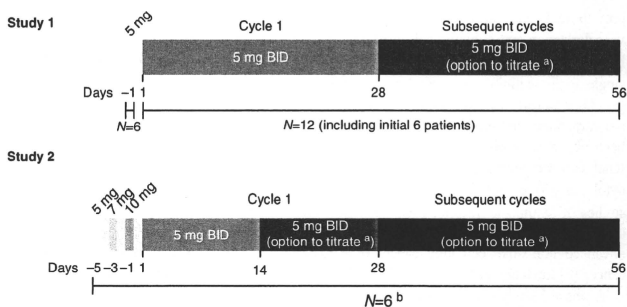 Study 1
5 mg
Cycle 1
Subsequent cycles
5 mg BID
5 mg BID
(option to titrate a)
Days –1 1 28 56
N=6
N=12 (including initial 6 patients)
Study 2
5 mg
7 mg
10 mg
Cycle 1
Subsequent cycles
5 mg BID
5 mg BID
(option to titrate a)
5 mg BID
(option to titrate a)
Days –5 –3 –1 1 14 28 56
N=6 b